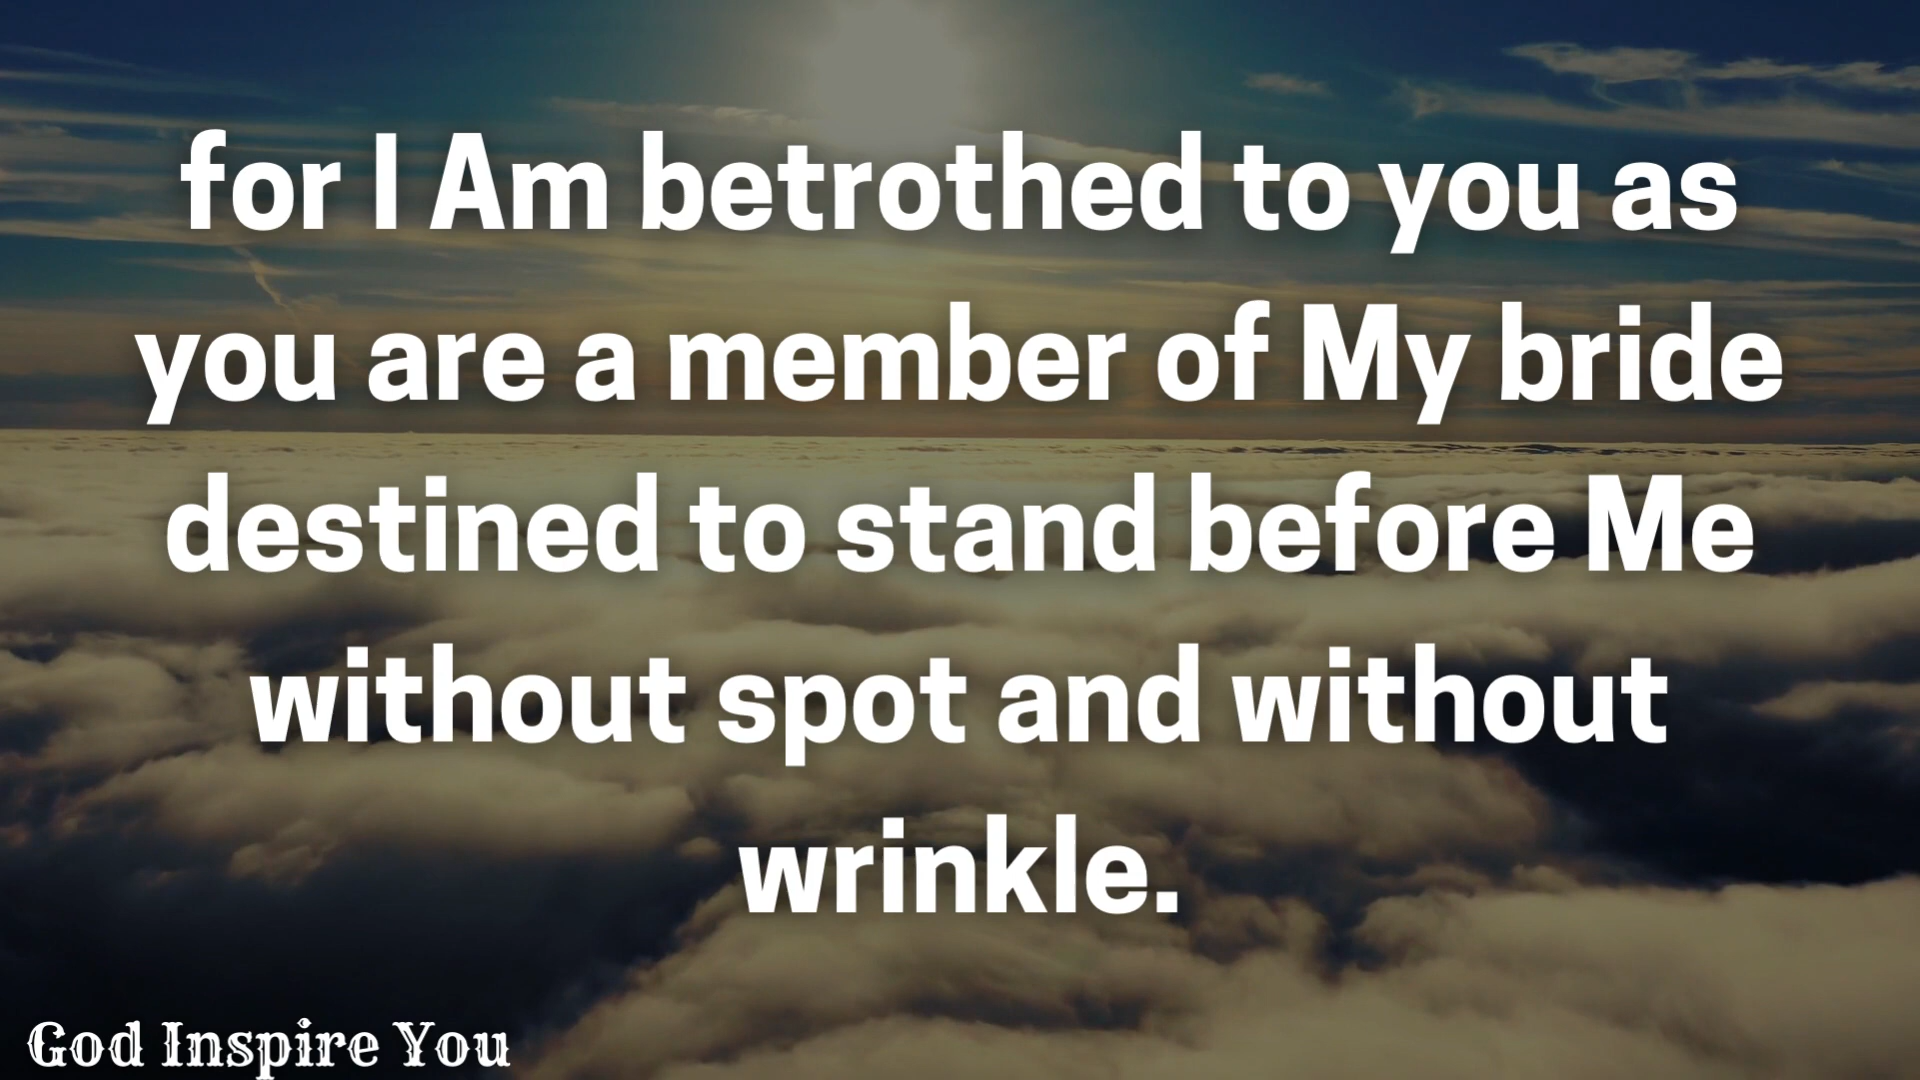 for I Am betrothed to you as
you are a member of My bride
destined to stand before Me
without spot and without
wrinkle.
God Inspire You